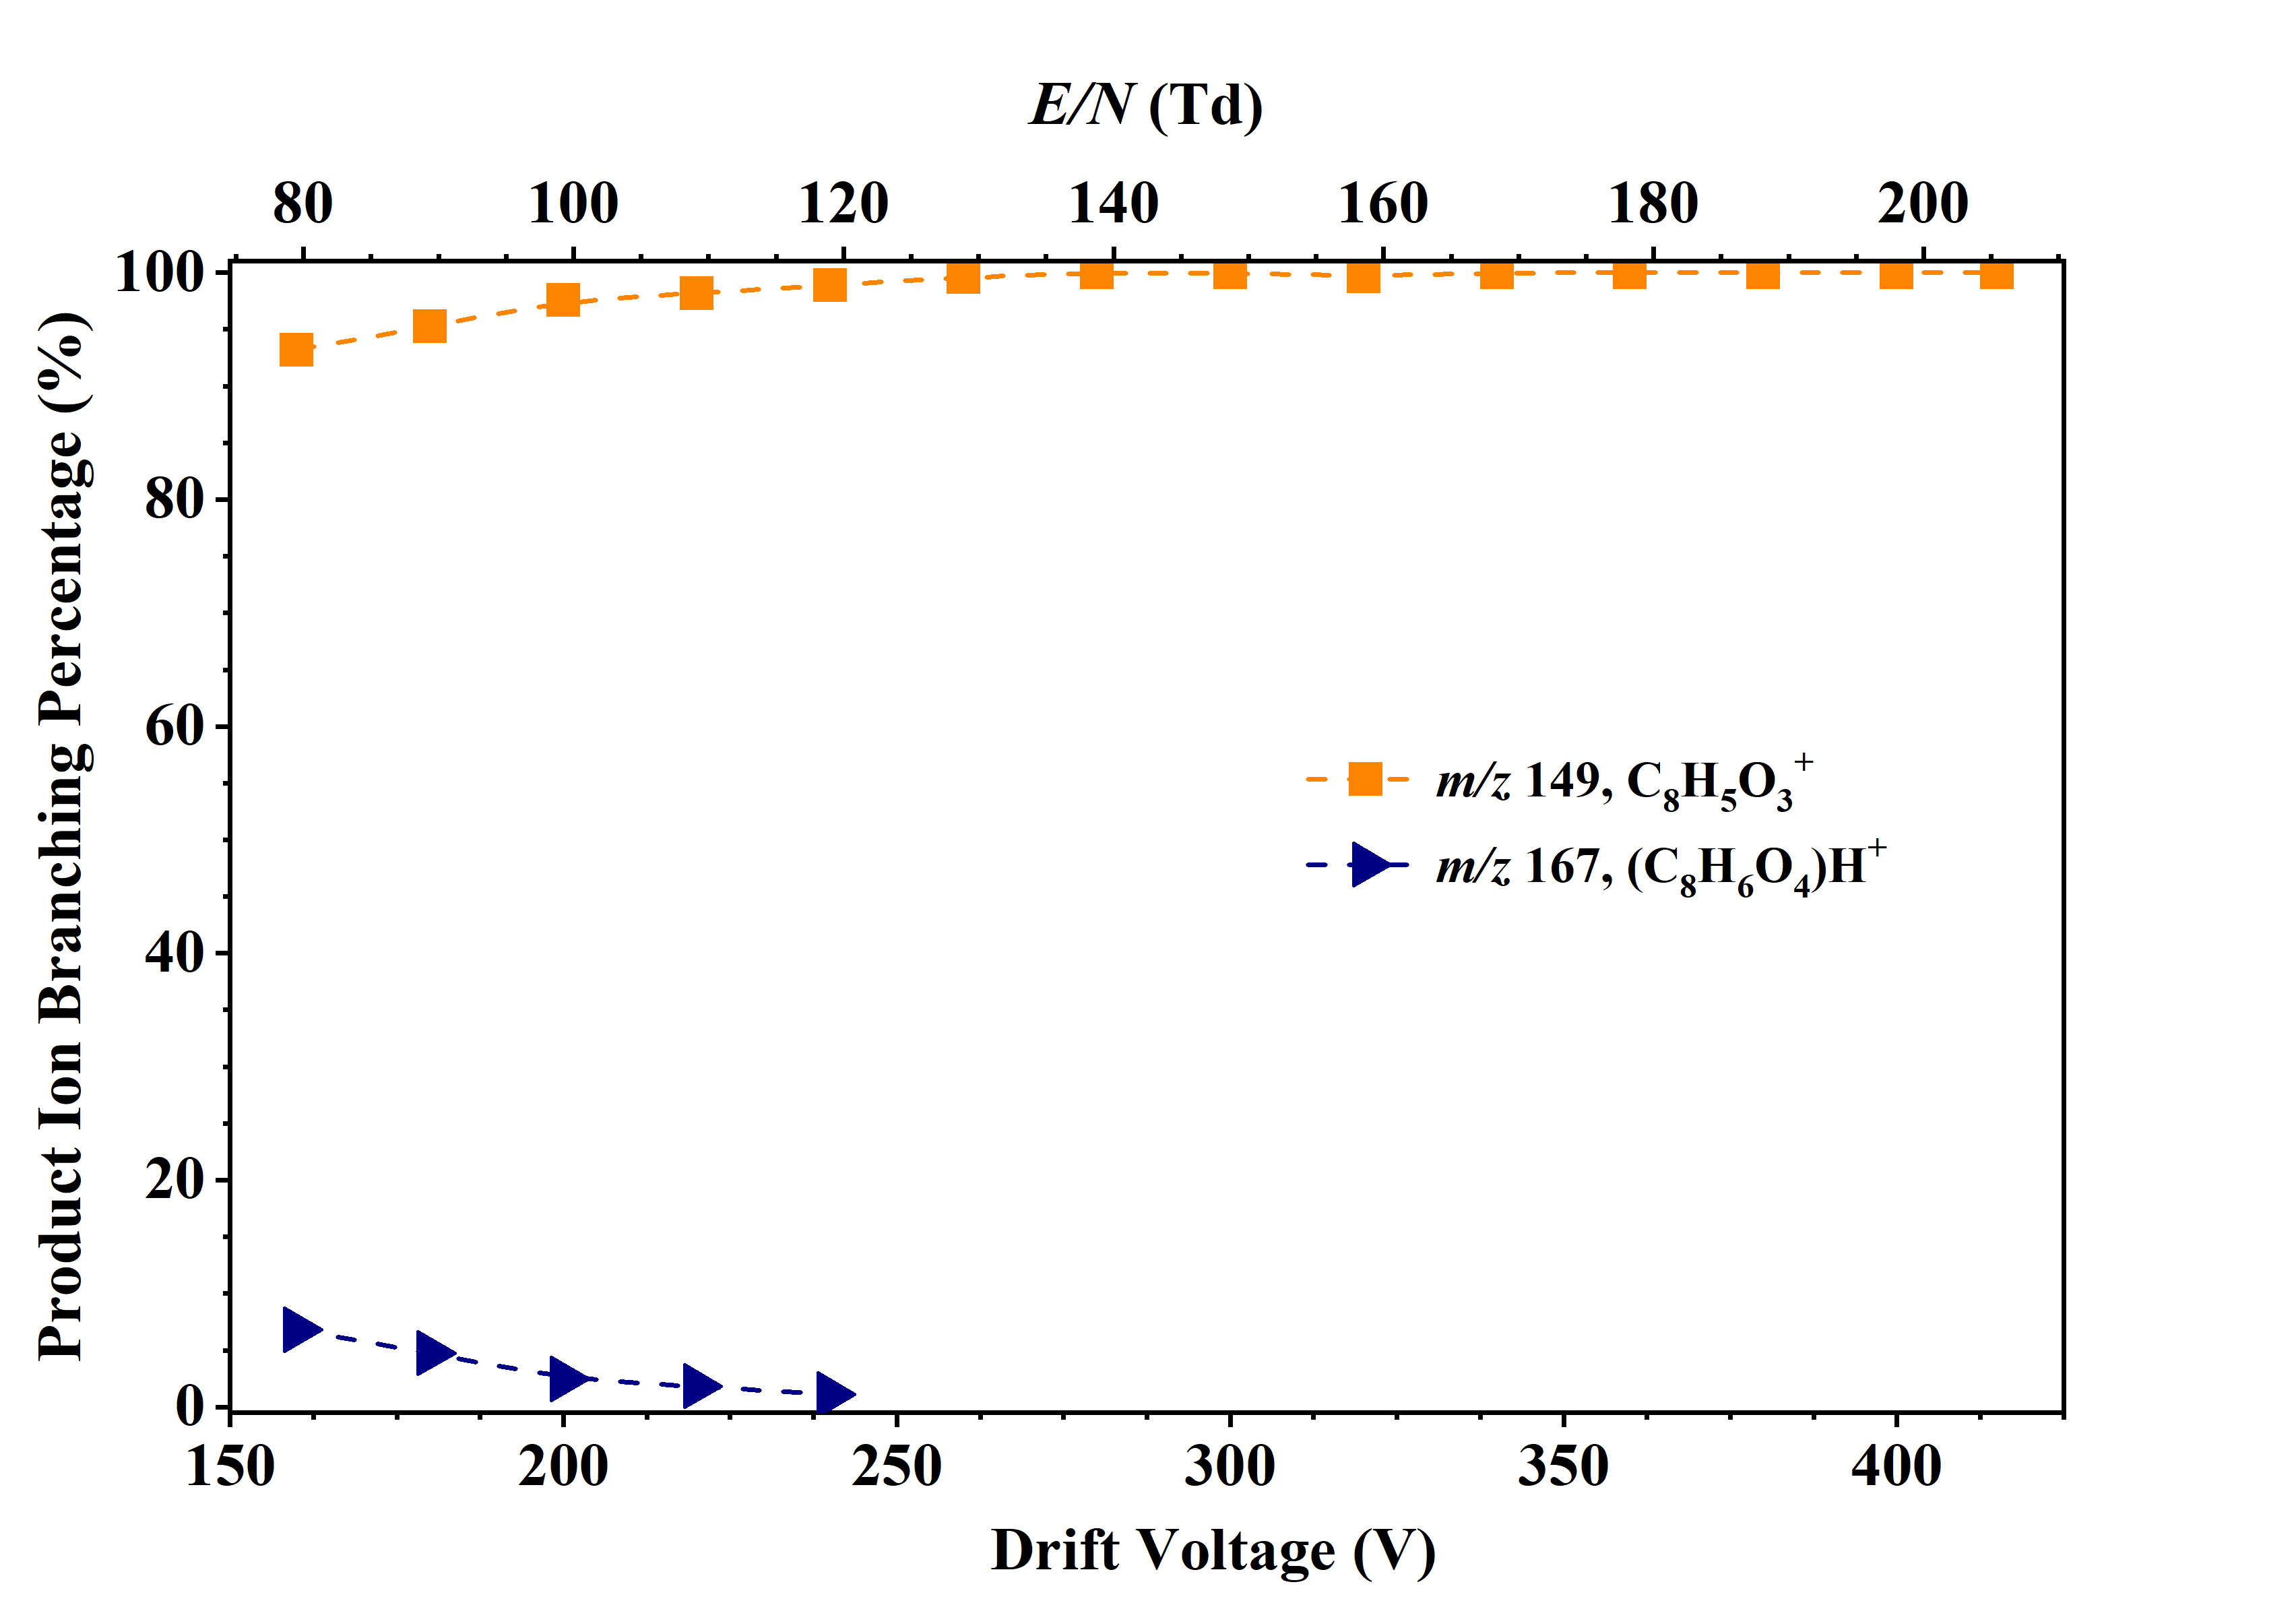 E/N (Td)
80 100 120 140 160 180 200
100
80
60
40
20
0
Product Ion Branching Percentage (%)
m/z 149, C8H5O3+
m/z 167, (C8H6O4)H+
150 200 250 300 350 400
Drift Voltage (V)